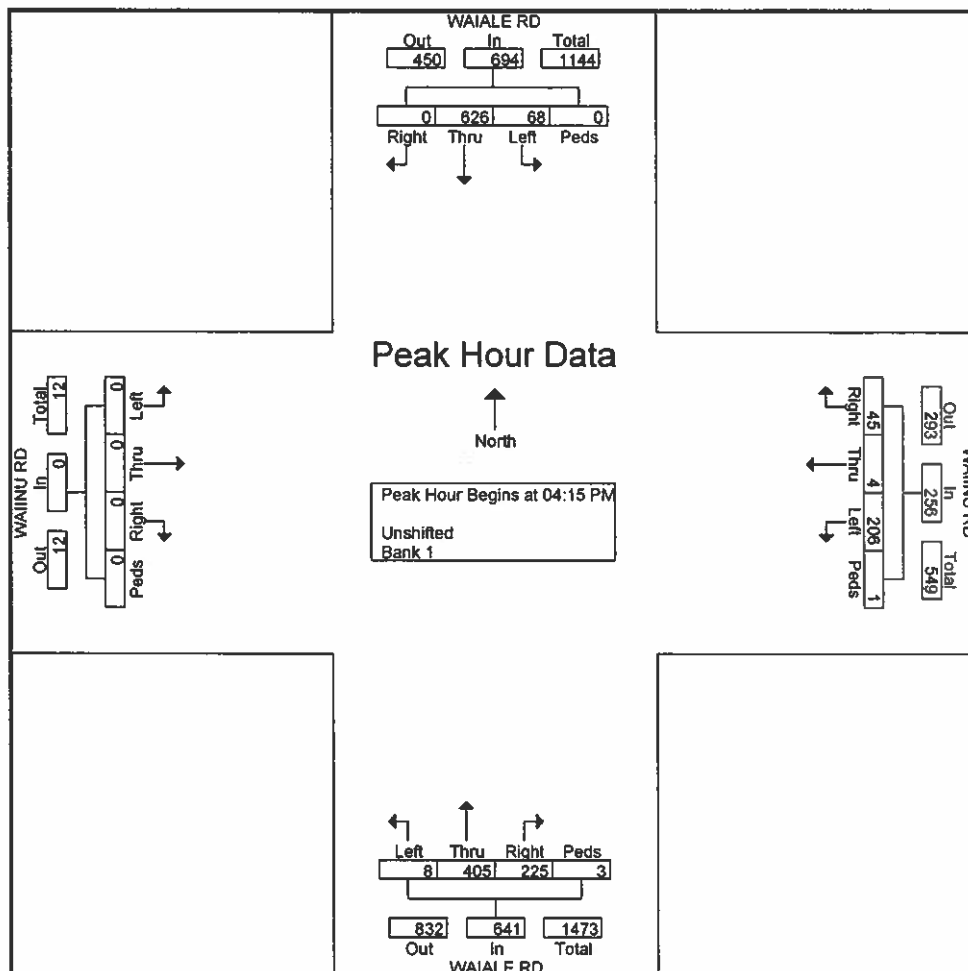 WAIALE RD
Out In Total
450 694 1144
0 626 68 0
Right Thru Left Peds
Peak Hour Data
North
Peak Hour Begins at 04:15 PM
Unshifted
Bank 1
WAIINU RD
Out In Total
12 0 12
Left Thru Right Peds
0 0 0 0
Right Thru Left Peds
45 4 206 1
Out In Total
293 256 549
WAIINU RD
Left Thru Right Peds
8 405 225 3
832 641 1473
Out In Total
WAIALE RD